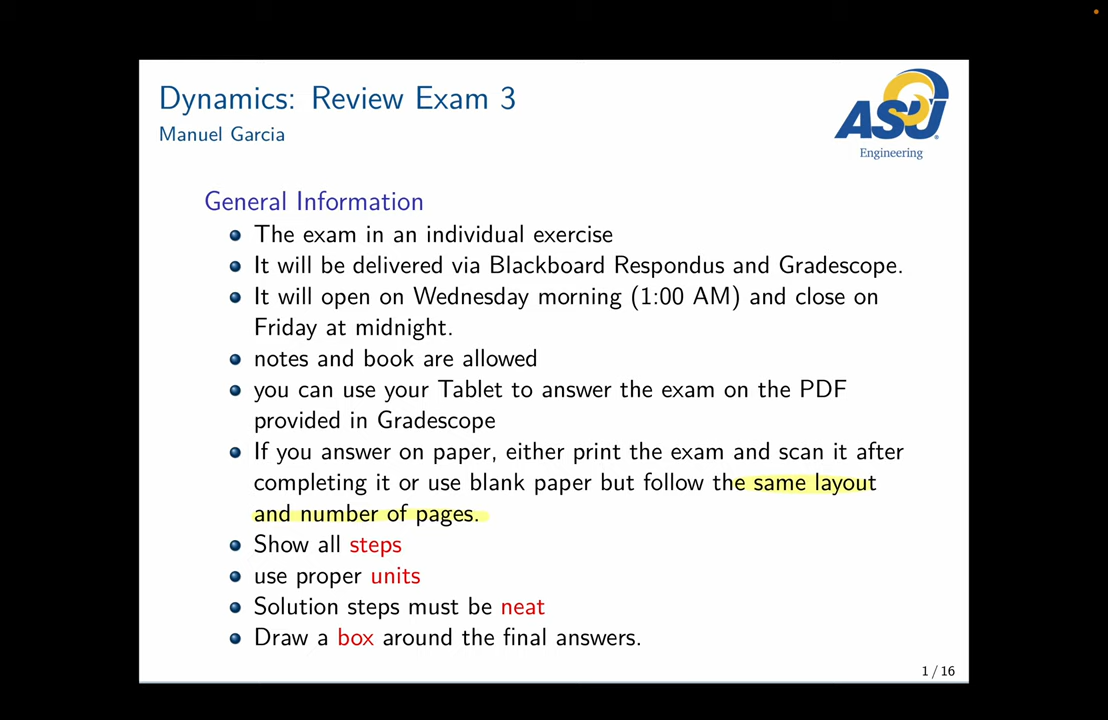 Dynamics: Review Exam 3
Manuel Garcia
ASU
Engineering
General Information
The exam in an individual exercise
It will be delivered via Blackboard Respondus and Gradescope.
It will open on Wednesday morning (1:00 AM) and close on
Friday at midnight.
notes and book are allowed
you can use your Tablet to answer the exam on the PDF
provided in Gradescope
If you answer on paper, either print the exam and scan it after
completing it or use blank paper but follow the same layout
and number of pages.
Show all steps
use proper units
Solution steps must be neat
Draw a box around the final answers.
1 / 16